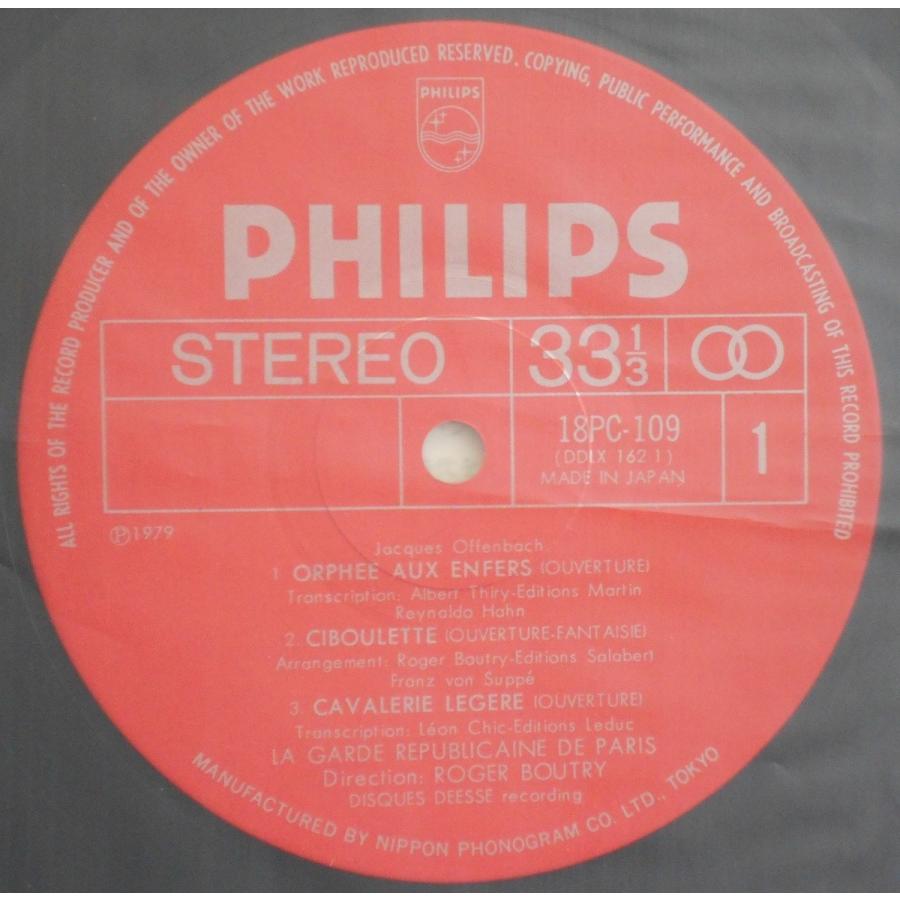 ALL RIGHTS OF THE RECORD PRODUCER AND OF THE OWNER OF THE WORK REPRODUCED RESERVED. COPYING, PUBLIC PERFORMANCE AND BROADCASTING OF THIS RECORD PROHIBITED
PHILIPS
PHILIPS
STEREO 33 1/3
18PC-109
(DDLX 162 1)
MADE IN JAPAN
1
Ⓟ1979
Jacques Offenbach
1 ORPHEE AUX ENFERS (OUVERTURE)
Transcription: Albert Thiry-Editions Martin
Reynaldo Hahn
2. CIBOULETTE (OUVERTURE-FANTAISIE)
Arrangement: Roger Boutry-Editions Salabert
Franz von Suppé
3. CAVALERIE LEGERE (OUVERTURE)
Transcription: Léon Chic-Editions Leduc
LA GARDE REPUBLICAINE DE PARIS
Direction: ROGER BOUTRY
DISQUES DEESSE recording
MANUFACTURED BY NIPPON PHONOGRAM CO. LTD., TOKYO